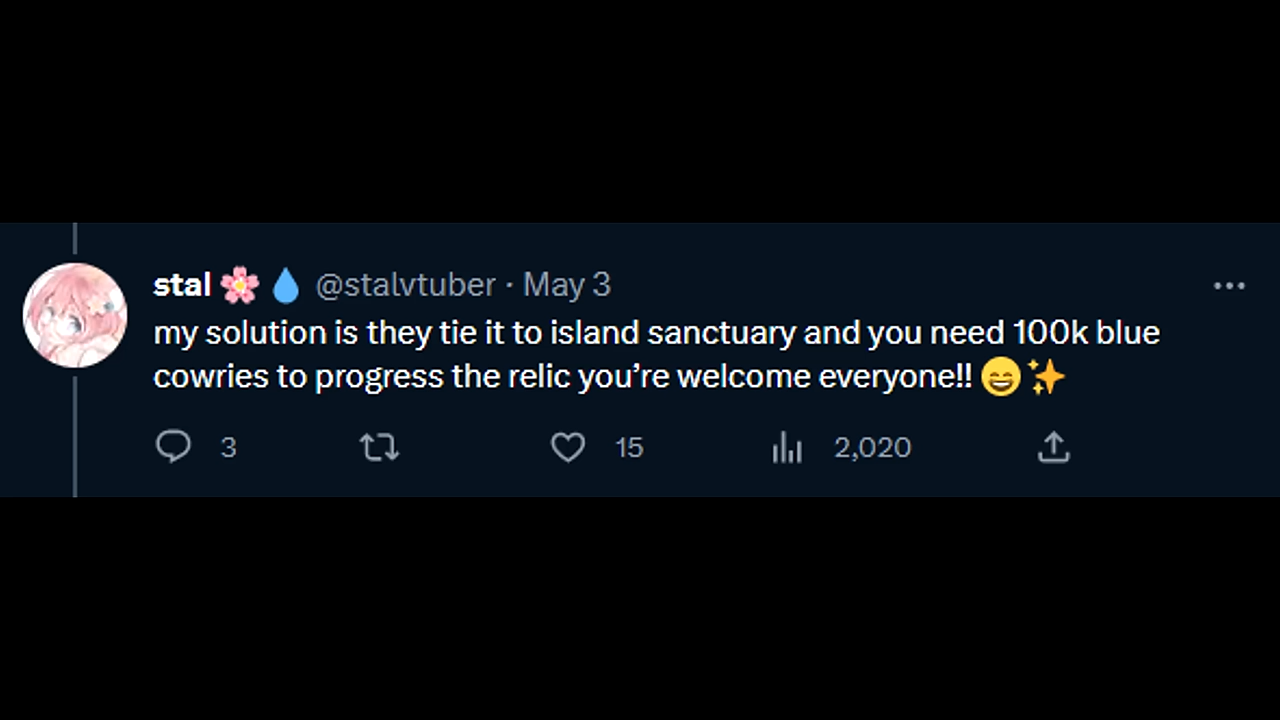 stal 🌸 💧 @stalvtuber · May 3
my solution is they tie it to island sanctuary and you need 100k blue
cowries to progress the relic you’re welcome everyone!! 😄✨
3 15 2,020